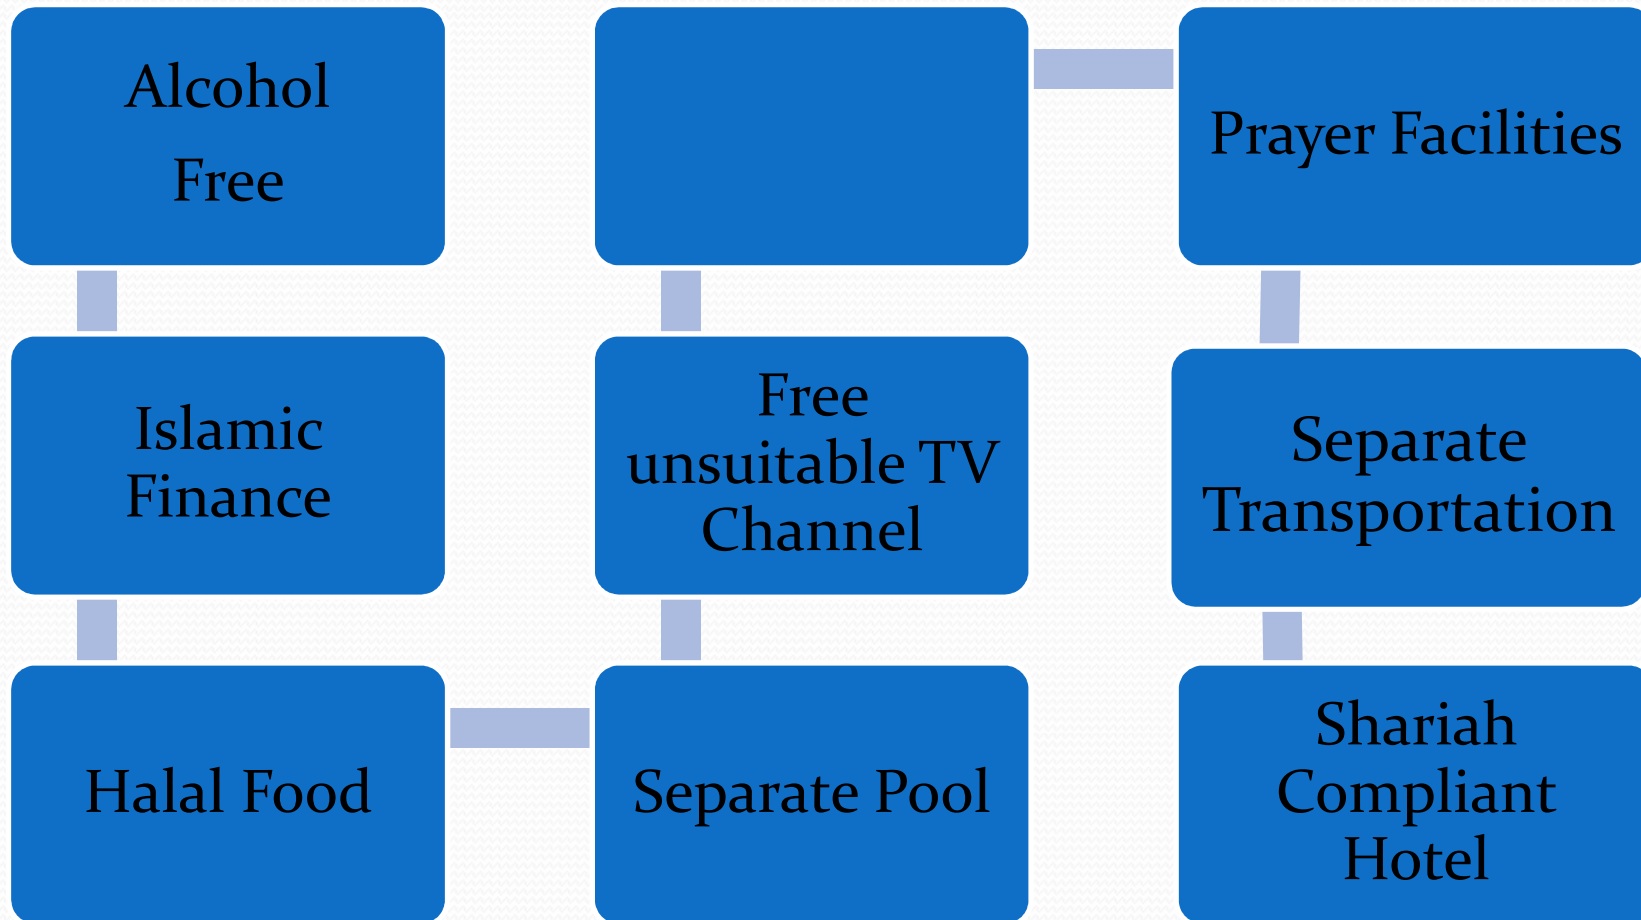 Alcohol
Free
Islamic
Finance
Halal Food
Separate Pool
Free
unsuitable TV
Channel
Prayer Facilities
Separate
Transportation
Shariah
Compliant
Hotel